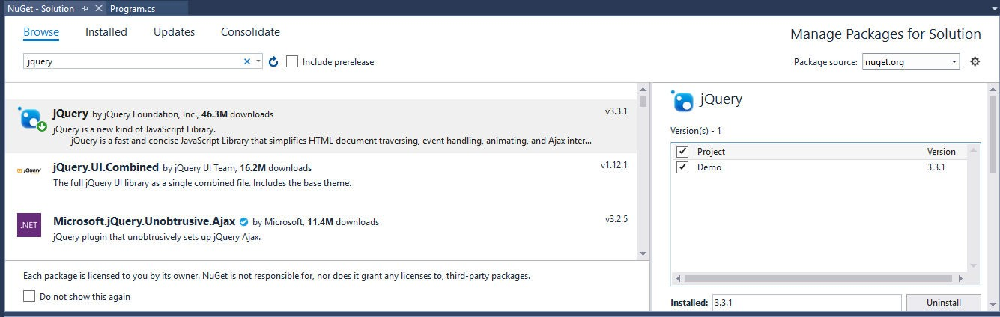 NuGet - Solution Program.cs
Browse Installed Updates Consolidate
Manage Packages for Solution
jquery Include prerelease
Package source: nuget.org
jQuery by jQuery Foundation, Inc., 46.3M downloads v3.3.1
jQuery is a new kind of JavaScript Library.
jQuery is a fast and concise JavaScript Library that simplifies HTML document traversing, event handling, animating, and Ajax inter...
jQuery
jQuery.UI.Combined by jQuery UI Team, 16.2M downloads v1.12.1
The full jQuery UI library as a single combined file. Includes the base theme.
.NET
Microsoft.jQuery.Unobtrusive.Ajax by Microsoft, 11.4M downloads v3.2.5
jQuery plugin that unobtrusively sets up jQuery Ajax.
Each package is licensed to you by its owner. NuGet is not responsible for, nor does it grant any licenses to, third-party packages.
Do not show this again
jQuery
Version(s) - 1
Project Version
Demo 3.3.1
Installed: 3.3.1 Uninstall